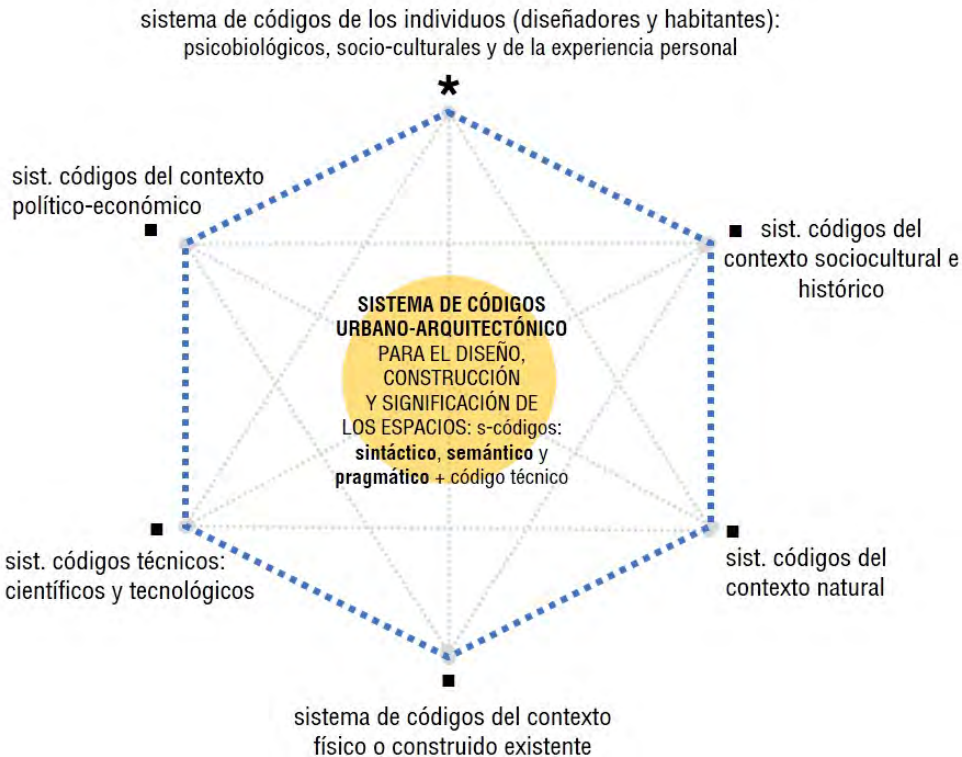 sistema de códigos de los individuos (diseñadores y habitantes):
psicobiológicos, socio-culturales y de la experiencia personal
*
sist. códigos del contexto
político-económico
sist. códigos del
contexto sociocultural e
histórico
SISTEMA DE CÓDIGOS
URBANO-ARQUITECTÓNICO
PARA EL DISEÑO,
CONSTRUCCIÓN
Y SIGNIFICACIÓN DE
LOS ESPACIOS: s-códigos:
sintáctico, semántico y
pragmático + código técnico
sist. códigos técnicos:
científicos y tecnológicos
sist. códigos del
contexto natural
sistema de códigos del contexto
físico o construido existente